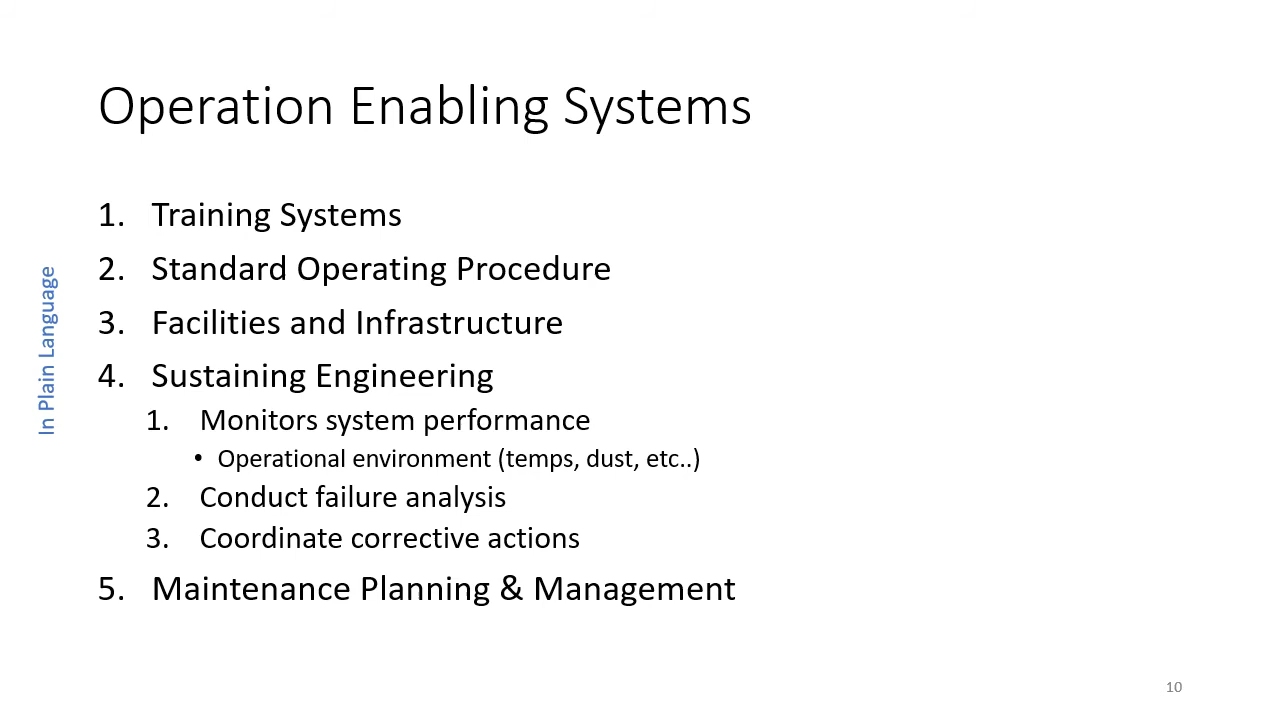 Operation Enabling Systems
1. Training Systems
2. Standard Operating Procedure
3. Facilities and Infrastructure
4. Sustaining Engineering
1. Monitors system performance
• Operational environment (temps, dust, etc..)
2. Conduct failure analysis
3. Coordinate corrective actions
5. Maintenance Planning & Management
In Plain Language
10